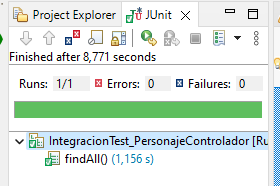 Project Explorer JUnit
Finished after 8,771 seconds
Runs: 1/1 Errors: 0 Failures: 0
IntegracionTest_PersonajeControlador [Ru
findAll() (1,156 s)